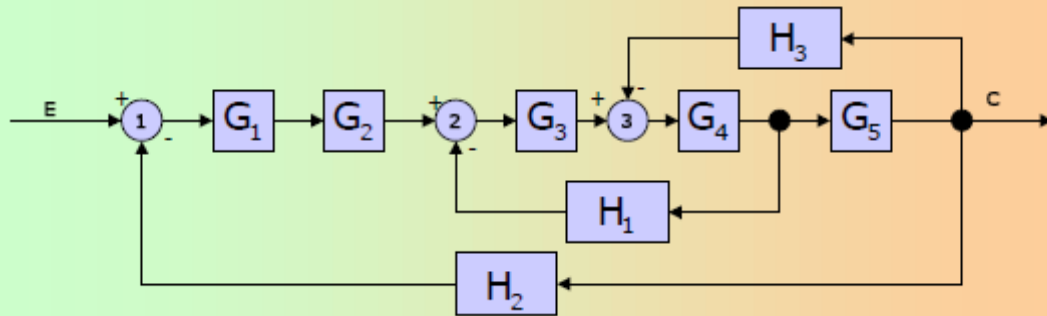 H₃
E + 1 - G₁ G₂ + 2 - G₃ + 3 - G₄ G₅ C
H₁
H₂